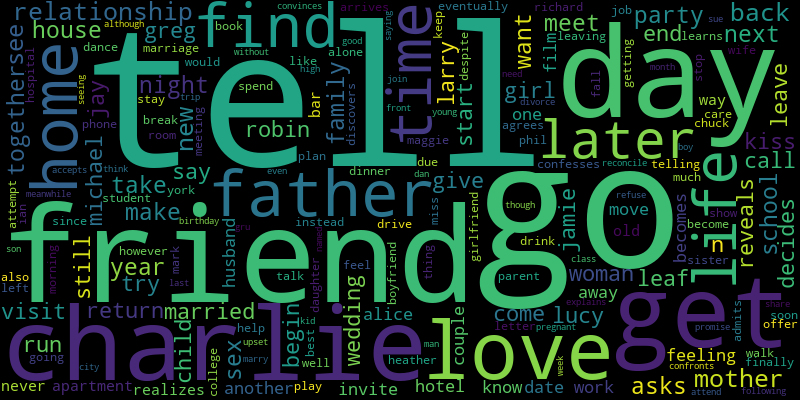 relationship
find
tell
time
day
friend
go
get
charlie
love
father
home
life
later
girl
want
meet
party
back
next
end
house
greg
night
jay
new
robin
family
larry
start
film
leaving
job
learns
eventually
richard
convinces
arrives
although
book
hospital
dance
marriage
alone
without
keep
saying
despite
getting
good
sue
wife
together
see
seeing
would
like
high
join
need
fall
month
stop
leave
stay
trip
spend
bar
discovers
front
young
one
way
care
chuck
kiss
phone
break
meeting
agrees
phil
boy
call
accepts
think
room
plan
maggie
due
confesses
reconcile
telling
much
meanwhile
michael
say
take
even
dinner
dan
give
though
refuse
show
attempt
ian
student
york
make
birthday
gru
instead
drive
miss
girlfriend
drink
jamie
move
old
becomes
become
sister
reveals
school
decides
son
since
however
husband
talk
boyfriend
thing
parent
class
woman
leaf
n
also
left
still
morning
year
try
mark
last
daughter
feel
away
visit
return
married
begin
wedding
alice
couple
letter
come
lucy
pregnant
explains
admits
promise
soon
offer
share
run
child
sex
help
kid
best
upset
well
heather
man
week
feeling
confronts
walk
finally
going
city
marry
asks
mother
never
apartment
realizes
college
another
play
invite
hotel
know
date
work
attend
following
divorce